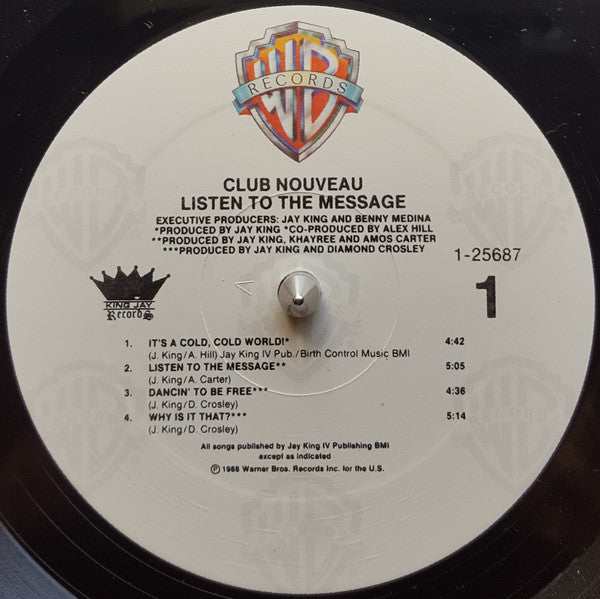 WB
RECORDS
CLUB NOUVEAU
LISTEN TO THE MESSAGE
EXECUTIVE PRODUCERS: JAY KING AND BENNY MEDINA
*PRODUCED BY JAY KING *CO-PRODUCED BY ALEX HILL
**PRODUCED BY JAY KING, KHAYREE AND AMOS CARTER
***PRODUCED BY JAY KING AND DIAMOND CROSLEY
1-25687
1
KING JAY
Records
1. IT'S A COLD, COLD WORLD!* 4:42
(J. King/A. Hill) Jay King IV Pub./Birth Control Music BMI
2. LISTEN TO THE MESSAGE** 5:05
(J. King/A. Carter)
3. DANCIN' TO BE FREE*** 4:36
(J. King/D. Crosley)
4. WHY IS IT THAT?*** 5:14
(J. King/D. Crosley)
All songs published by Jay King IV Publishing BMI
except as indicated
Ⓟ 1988 Warner Bros. Records Inc. for the U.S.